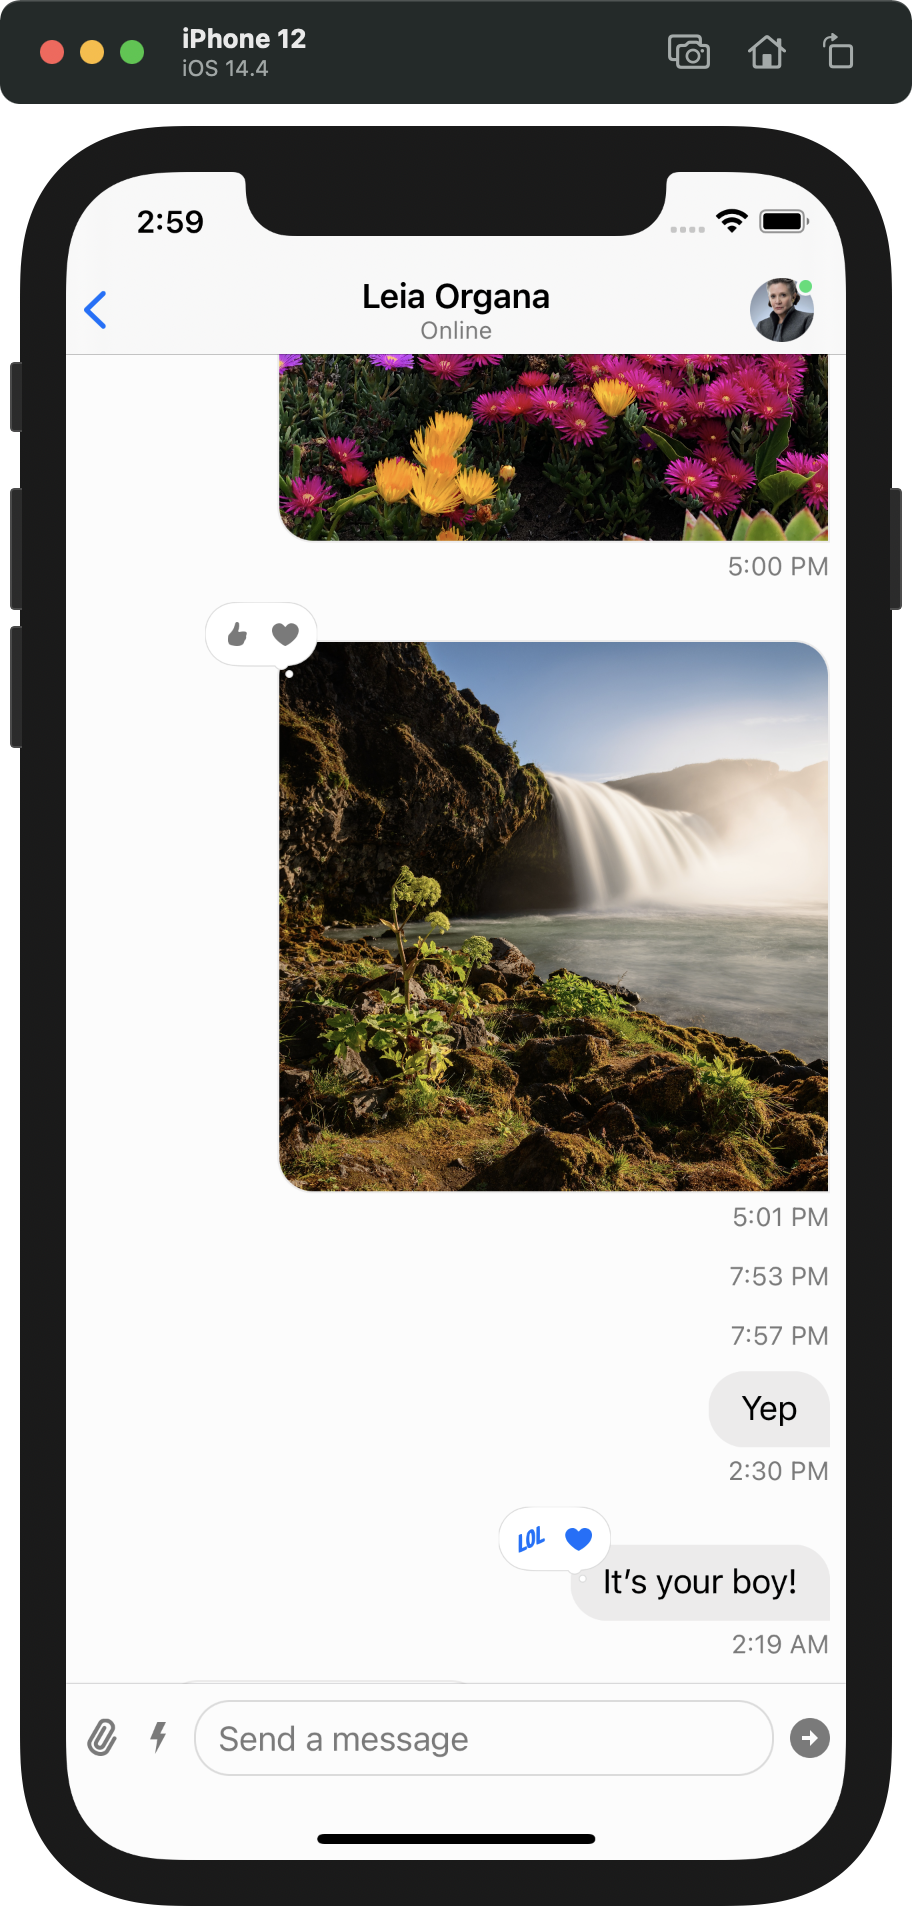 iPhone 12
iOS 14.4
2:59
Leia Organa
Online
5:00 PM
5:01 PM
7:53 PM
7:57 PM
Yep
2:30 PM
LOL
It’s your boy!
2:19 AM
Send a message